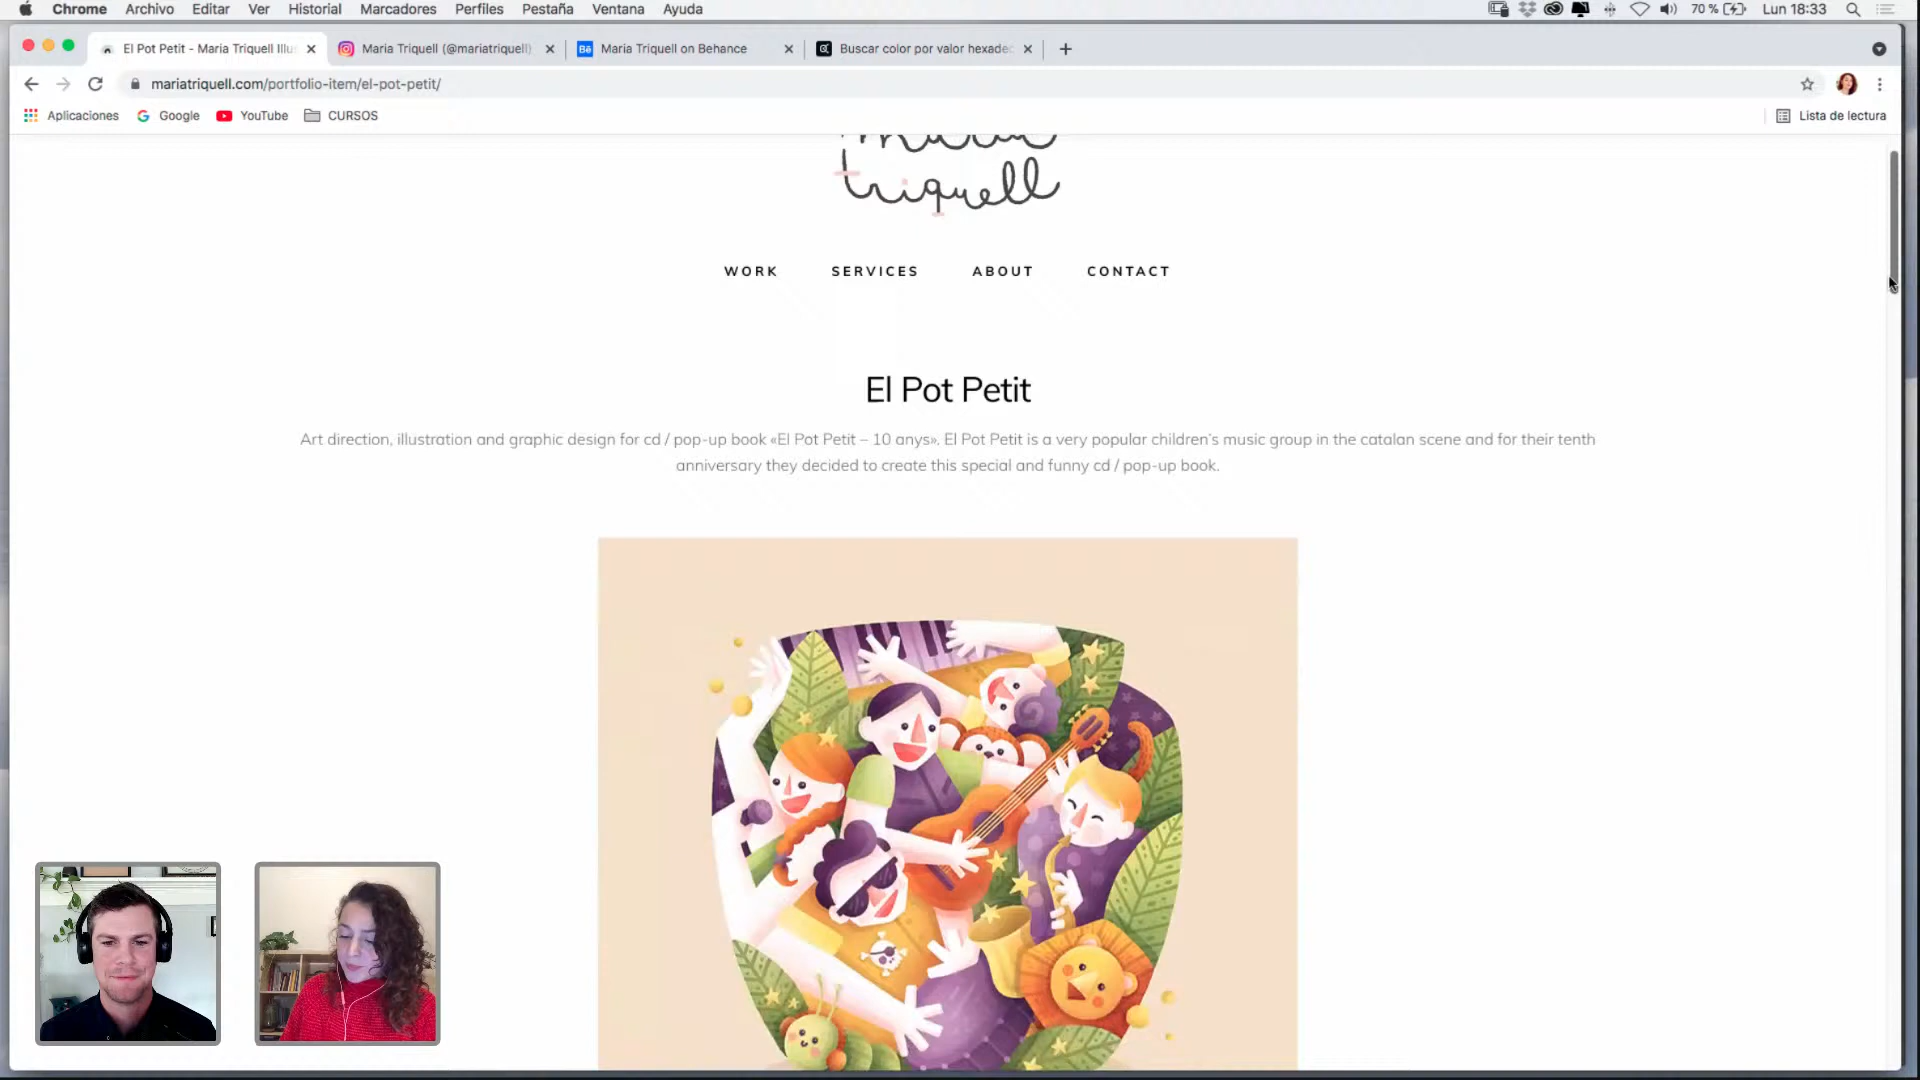 Chrome Archivo Editar Ver Historial Marcadores Perfiles Pestaña Ventana Ayuda 70 % Lun 18:33
El Pot Petit - Maria Triquell Illus
Maria Triquell (@mariatriquell)
Maria Triquell on Behance
Buscar color por valor hexadec
mariatriquell.com/portfolio-item/el-pot-petit/
Aplicaciones Google YouTube CURSOS Lista de lectura
maria
triquell
WORK SERVICES ABOUT CONTACT
El Pot Petit
Art direction, illustration and graphic design for cd / pop-up book «El Pot Petit – 10 anys». El Pot Petit is a very popular children's music group in the catalan scene and for their tenth
anniversary they decided to create this special and funny cd / pop-up book.